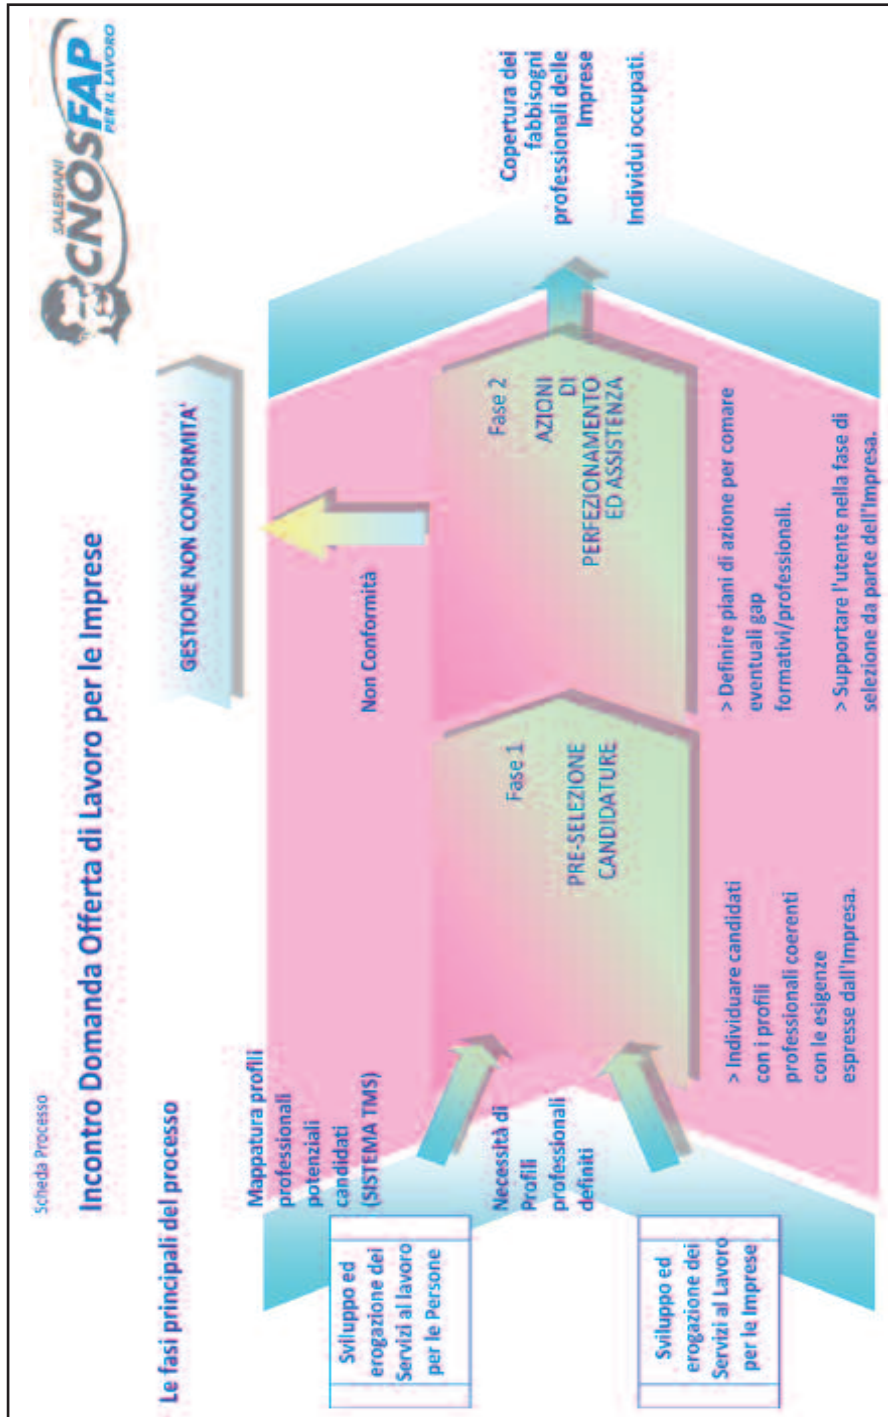 SALESIANI
CNOSFAP
PER IL LAVORO
Scheda Processo
Incontro Domanda Offerta di Lavoro per le Imprese
Le fasi principali del processo
GESTIONE NON CONFORMITA'
Mappatura profili
professionali
potenziali
candidati
(SISTEMA TMS)
Non Conformità
Sviluppo ed
erogazione dei
Servizi al lavoro
per le Persone
Necessità di
Profili
professionali
definiti
Sviluppo ed
erogazione dei
Servizi al Lavoro
per le Imprese
Fase 1
PRE-SELEZIONE
CANDIDATURE
Fase 2
AZIONI
DI
PERFEZIONAMENTO
ED ASSISTENZA
Copertura dei
fabbisogni
professionali delle
Imprese
Individui occupati.
> Individuare candidati
con i profili
professionali coerenti
con le esigenze
espresse dall'Impresa.
> Definire piani di azione per comare
eventuali gap
formativi/professionali.
> Supportare l'utente nella fase di
selezione da parte dell'Impresa.